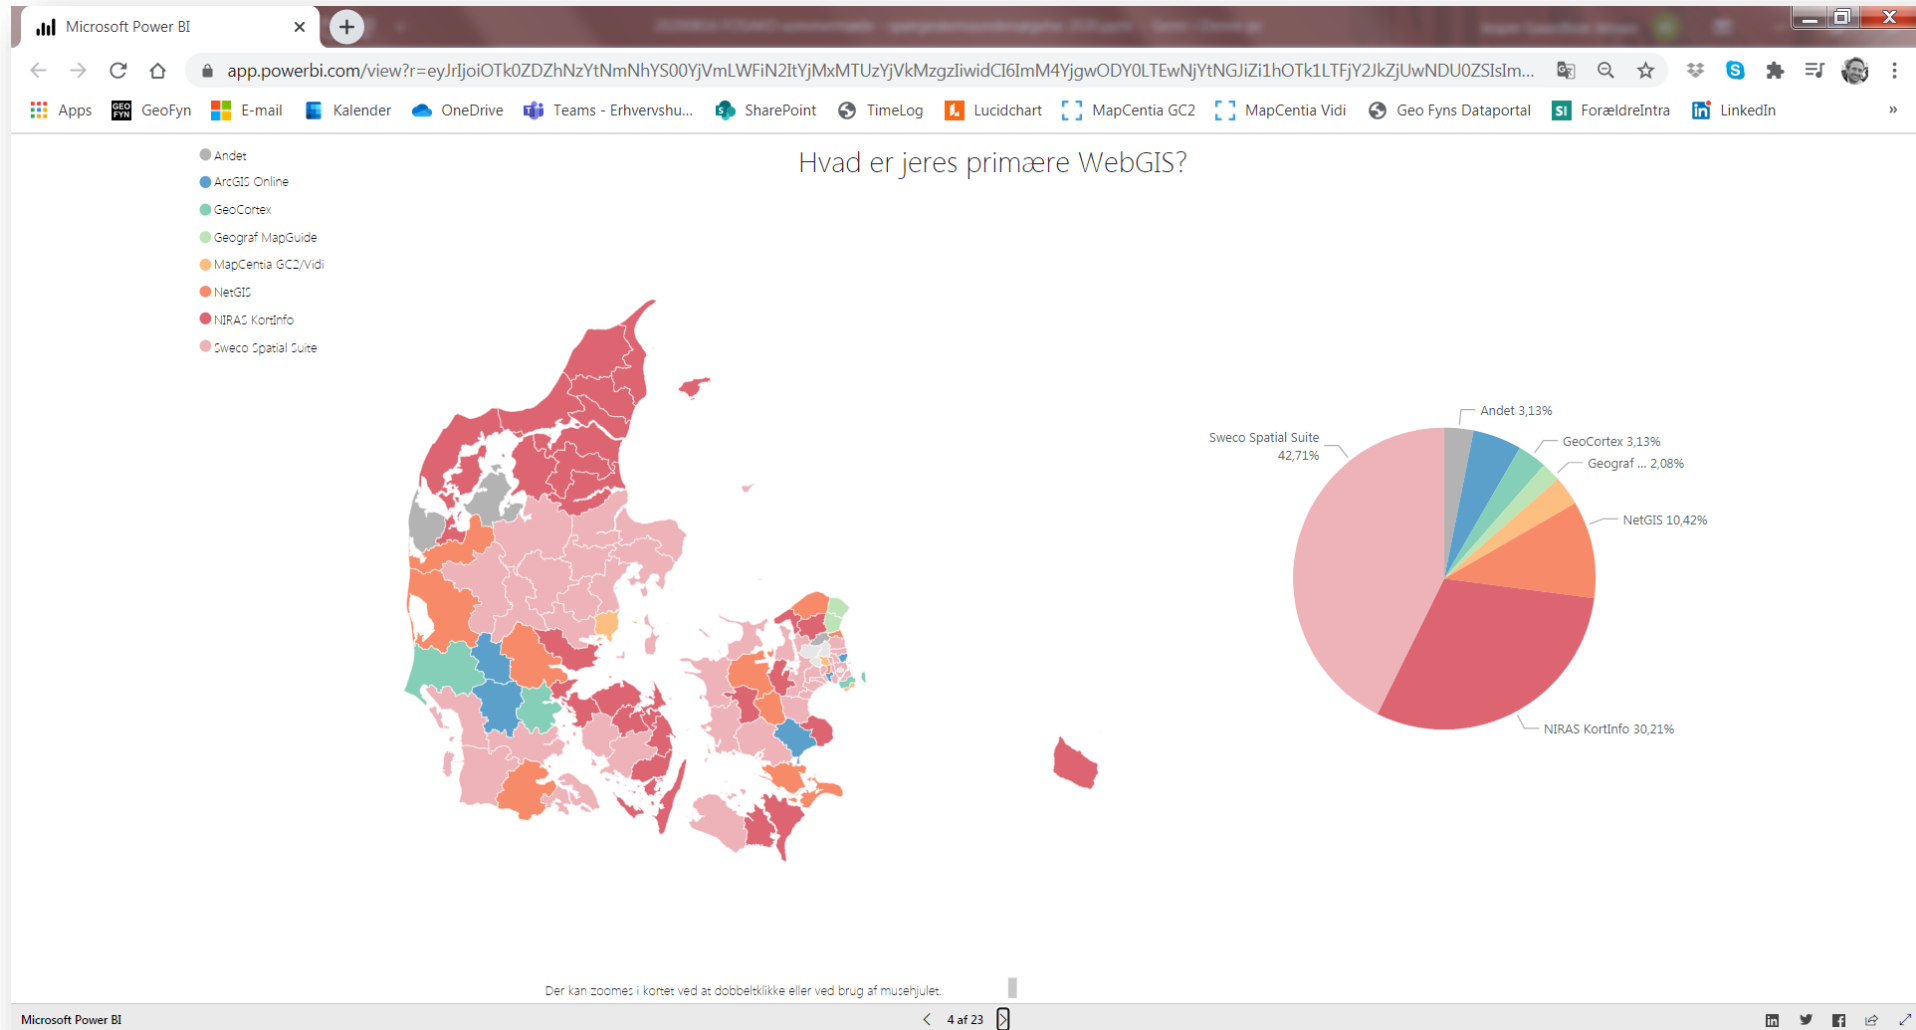 Microsoft Power BI
app.powerbi.com/view?r=eyJrIjoiOTk0ZDZhNzYtNmNhYS00YjVmLWFiN2ItYjMxMTUzYjVkMzgzIiwidCI6ImM4YjgwODY0LTEwNjYtNGJiZi1hOTk1LTFjY2JkZjUwNDU0ZSIsIm...
Apps
GEO FYN GeoFyn
E-mail
Kalender
OneDrive
Teams - Erhvervshu...
SharePoint
TimeLog
Lucidchart
MapCentia GC2
MapCentia Vidi
Geo Fyns Dataportal
SI ForældreIntra
LinkedIn
»
Hvad er jeres primære WebGIS?
Andet
ArcGIS Online
GeoCortex
Geograf MapGuide
MapCentia GC2/Vidi
NetGIS
NIRAS KortInfo
Sweco Spatial Suite
Andet 3,13%
Sweco Spatial Suite
42,71%
GeoCortex 3,13%
Geograf ... 2,08%
NetGIS 10,42%
NIRAS KortInfo 30,21%
Der kan zoomes i kortet ved at dobbeltklikke eller ved brug af musehjulet.
Microsoft Power BI
4 af 23